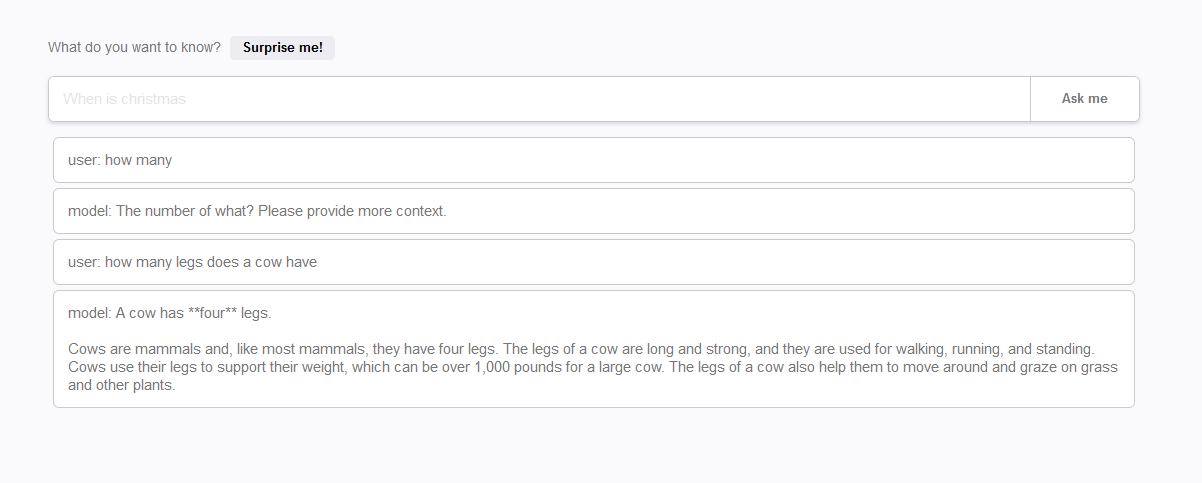 What do you want to know? Surprise me!
When is christmas Ask me
user: how many
model: The number of what? Please provide more context.
user: how many legs does a cow have
model: A cow has **four** legs.
Cows are mammals and, like most mammals, they have four legs. The legs of a cow are long and strong, and they are used for walking, running, and standing.
Cows use their legs to support their weight, which can be over 1,000 pounds for a large cow. The legs of a cow also help them to move around and graze on grass
and other plants.